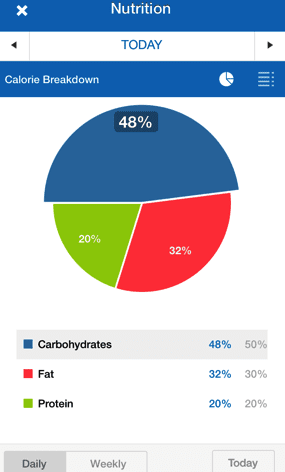 Nutrition
TODAY
Calorie Breakdown
48%
20%
32%
Carbohydrates 48% 50%
Fat 32% 30%
Protein 20% 20%
Daily Weekly Today